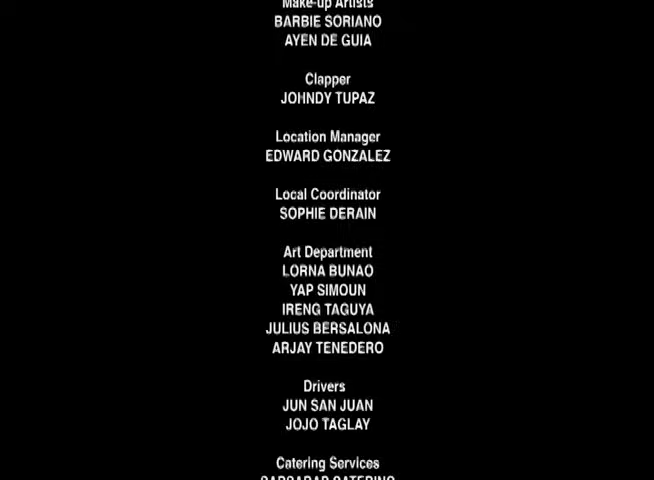 Make-up Artists
BARBIE SORIANO
AYEN DE GUIA
Clapper
JOHNDY TUPAZ
Location Manager
EDWARD GONZALEZ
Local Coordinator
SOPHIE DERAIN
Art Department
LORNA BUNAO
YAP SIMOUN
IRENG TAGUYA
JULIUS BERSALONA
ARJAY TENEDERO
Drivers
JUN SAN JUAN
JOJO TAGLAY
Catering Services
CATERING